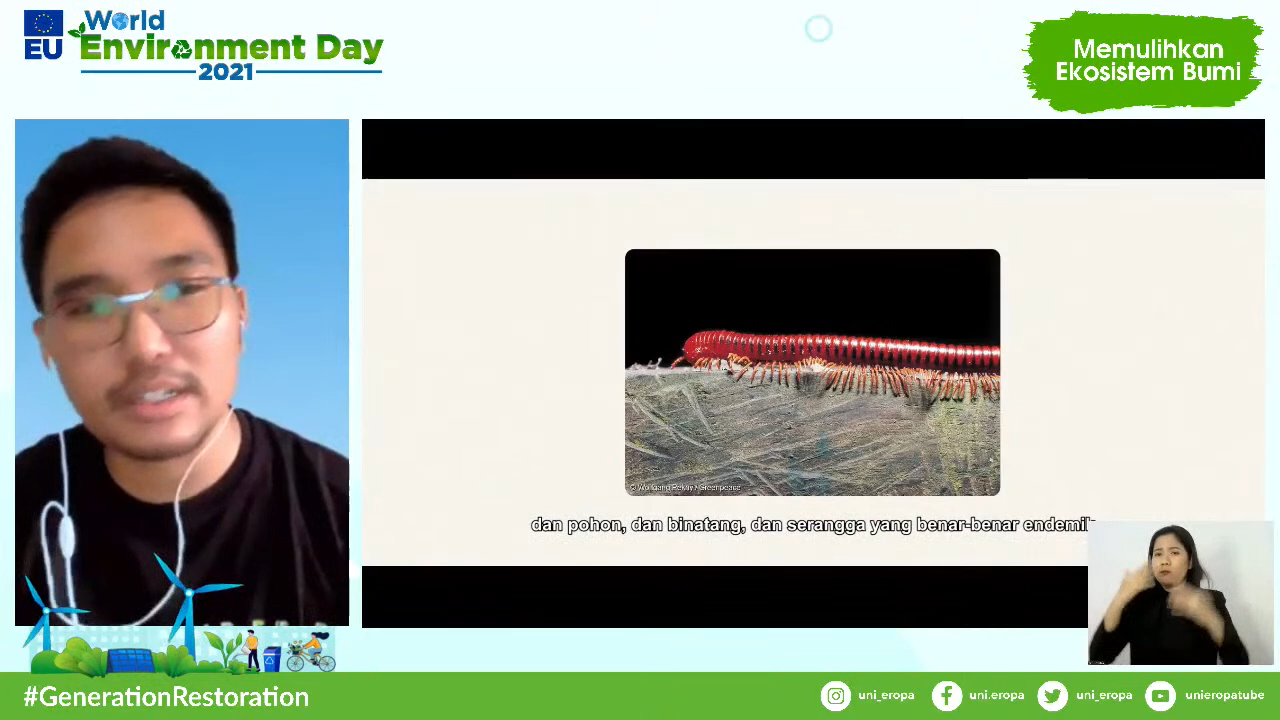 EU
World
Environment Day
2021
Memulihkan
Ekosistem Bumi
dan pohon, dan binatang, dan serangga yang benar-benar endemik
#GenerationRestoration
uni_eropa
uni.eropa
uni_eropa
unieropatube